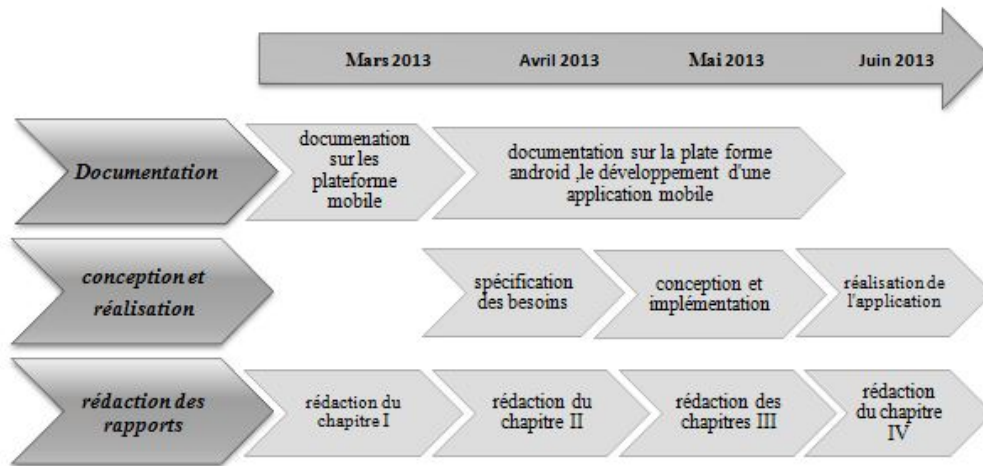 Mars 2013 Avril 2013 Mai 2013 Juin 2013
Documentation
documenation
sur les
plateforme
mobile
documentation sur la plate forme
android ,le développement d'une
application mobile
conception et
réalisation
spécification
des besoins
conception et
implémentation
réalisation de
l'application
rédaction des
rapports
rédaction du
chapitre I
rédaction du
chapitre II
rédaction des
chapitres III
rédaction
du chapitre
IV